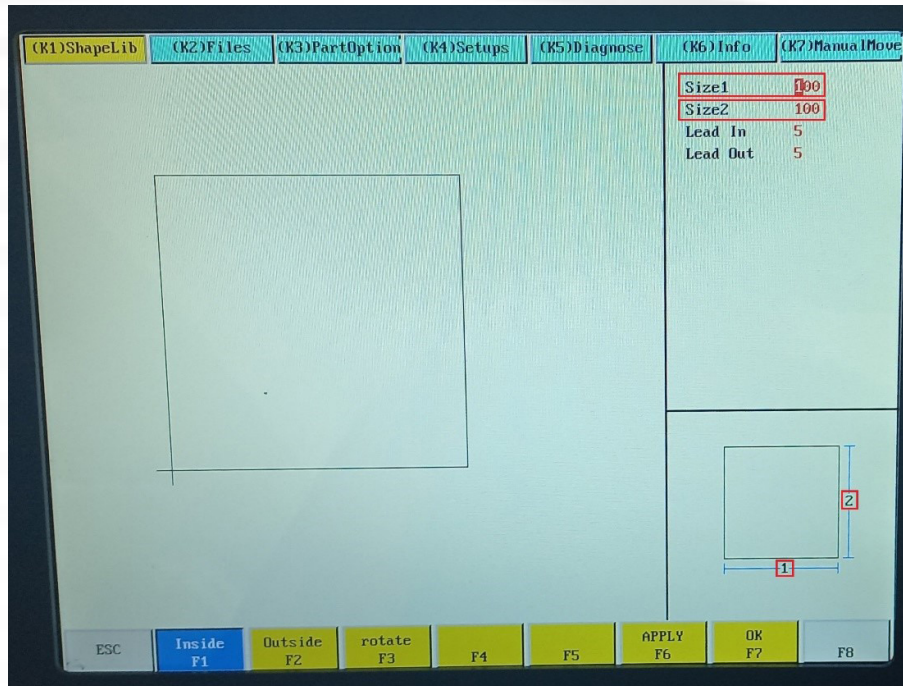 (K1)ShapeLib (K2)Files (K3)PartOption (K4)Setups (K5)Diagnose (K6)Info (K7)ManualMove
Size1 100
Size2 100
Lead In 5
Lead Out 5
2
1
ESC Inside Outside rotate APPLY OK
F1 F2 F3 F4 F5 F6 F7 F8